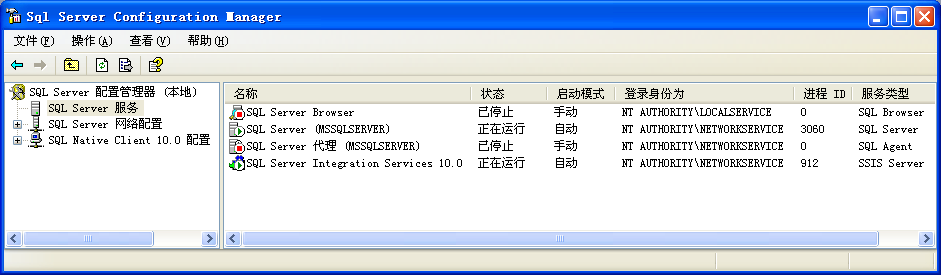 Sql Server Configuration Manager
文件(F) 操作(A) 查看(V) 帮助(H)
SQL Server 配置管理器 (本地)
SQL Server 服务
SQL Server 网络配置
SQL Native Client 10.0 配置
名称 状态 启动模式 登录身份为 进程 ID 服务类型
SQL Server Browser 已停止 手动 NT AUTHORITY\LOCALSERVICE 0 SQL Browser
SQL Server (MSSQLSERVER) 正在运行 自动 NT AUTHORITY\NETWORKSERVICE 3060 SQL Server
SQL Server 代理 (MSSQLSERVER) 已停止 手动 NT AUTHORITY\NETWORKSERVICE 0 SQL Agent
SQL Server Integration Services 10.0 正在运行 自动 NT AUTHORITY\NETWORKSERVICE 912 SSIS Server